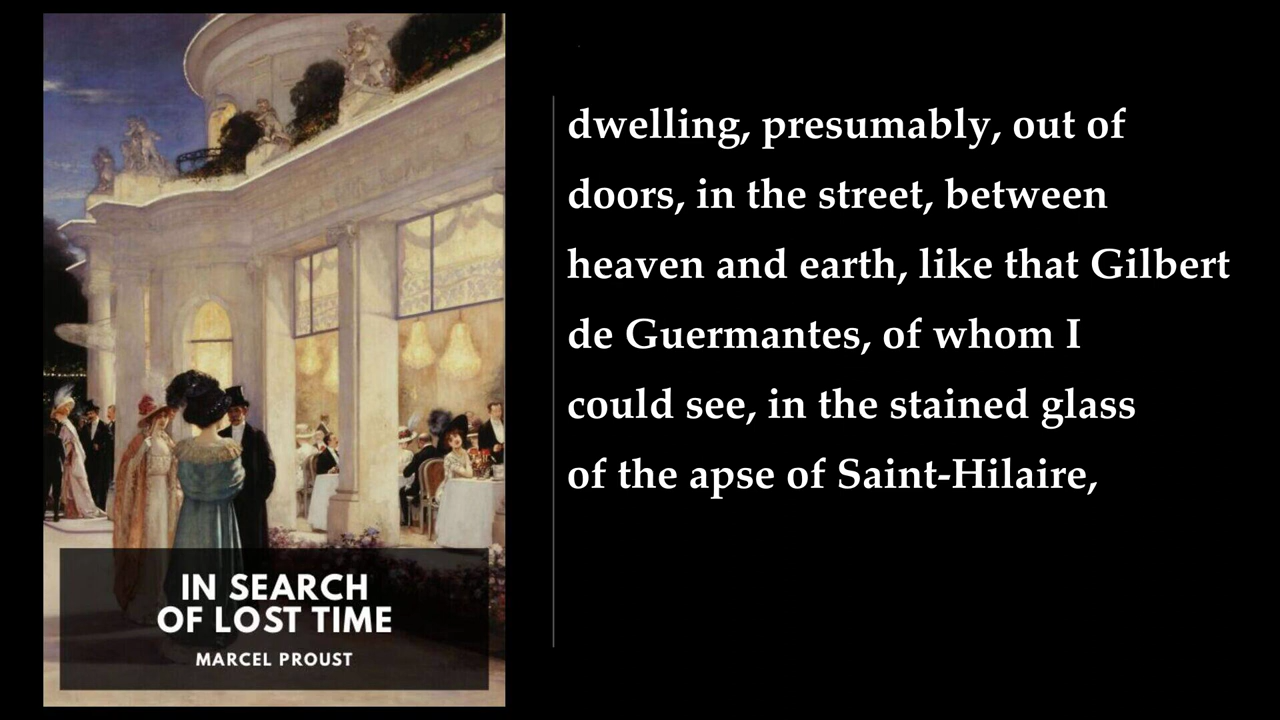 dwelling, presumably, out of
doors, in the street, between
heaven and earth, like that Gilbert
de Guermantes, of whom I
could see, in the stained glass
of the apse of Saint-Hilaire,
IN SEARCH
OF LOST TIME
MARCEL PROUST